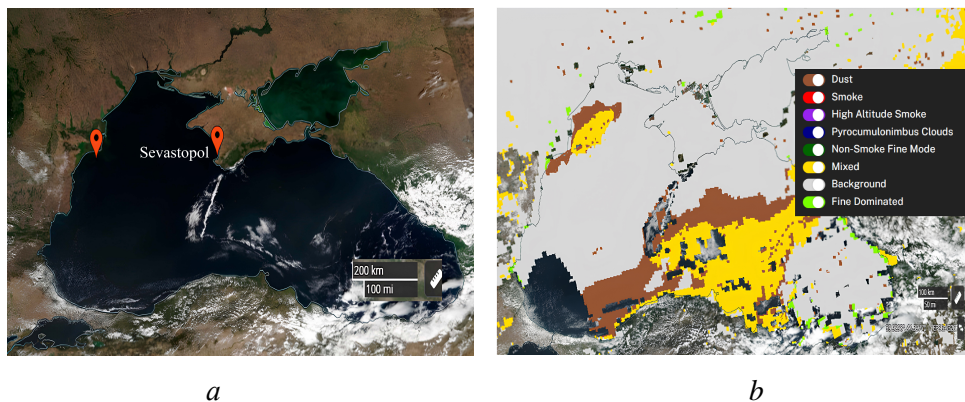 Sevastopol
200 km
100 mi
Dust
Smoke
High Altitude Smoke
Pyrocumulonimbus Clouds
Non-Smoke Fine Mode
Mixed
Background
Fine Dominated
100 km
50 mi
a
b